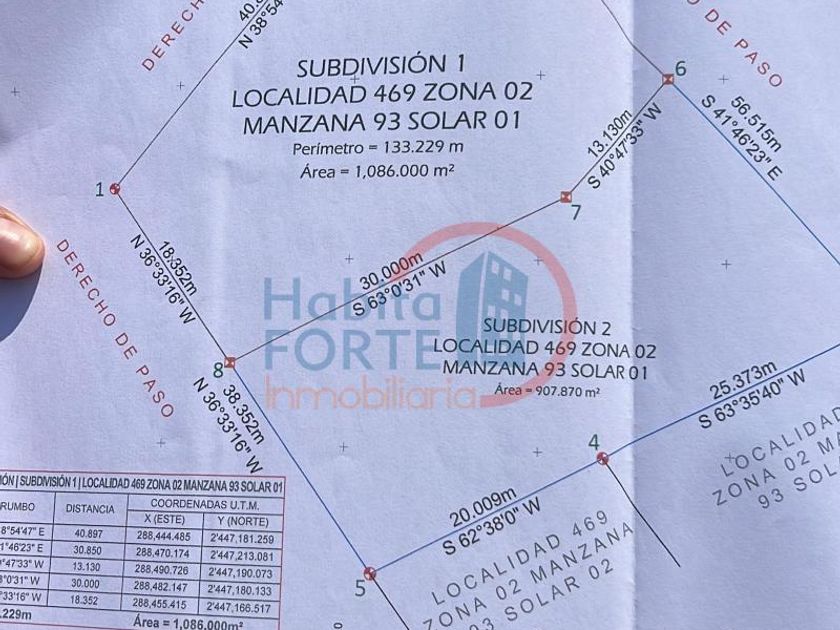 DERECHO
40.8
N 38°54
SUBDIVISIÓN 1
LOCALIDAD 469 ZONA 02
MANZANA 93 SOLAR 01
Perímetro = 133.229 m
Área = 1,086.000 m²
DE PASO
6
56.515m
S 41°46'23" E
13.130m
S 40°47'33" W
1
7
18.352m
N 36°33'16" W
30.000m
S 63°0'31" W
DERECHO DE PASO
Habita
FORTE
Inmobiliaria
SUBDIVISIÓN 2
LOCALIDAD 469 ZONA 02
MANZANA 93 SOLAR 01
Área = 907.870 m²
8
38.352m
N 36°33'16" W
25.373m
S 63°35'40" W
4
LOCALIDAD
ZONA 02 MA
93 SOLA
20.009m
S 62°38'0" W
5
LOCALIDAD 469
ZONA 02 MANZANA
93 SOLAR 02
IÓN | SUBDIVISIÓN 1 | LOCALIDAD 469 ZONA 02 MANZANA 93 SOLAR 01
RUMBO DISTANCIA COORDENADAS U.T.M.
X (ESTE) Y (NORTE)
8°54'47" E 40.897 288,444.485 2'447,181.259
1°46'23" E 30.850 288,470.174 2'447,213.081
°47'33" W 13.130 288,490.726 2'447,190.073
3°0'31" W 30.000 288,482.147 2'447,180.133
°33'16" W 18.352 288,455.415 2'447,166.517
.229m Área = 1,086.000m²